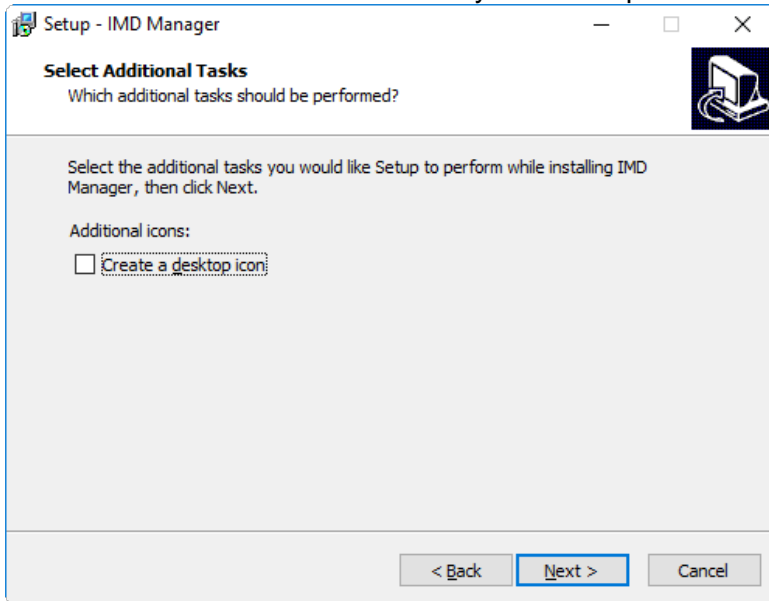 Setup - IMD Manager
Select Additional Tasks
Which additional tasks should be performed?
Select the additional tasks you would like Setup to perform while installing IMD
Manager, then click Next.
Additional icons:
Create a desktop icon
< Back Next > Cancel